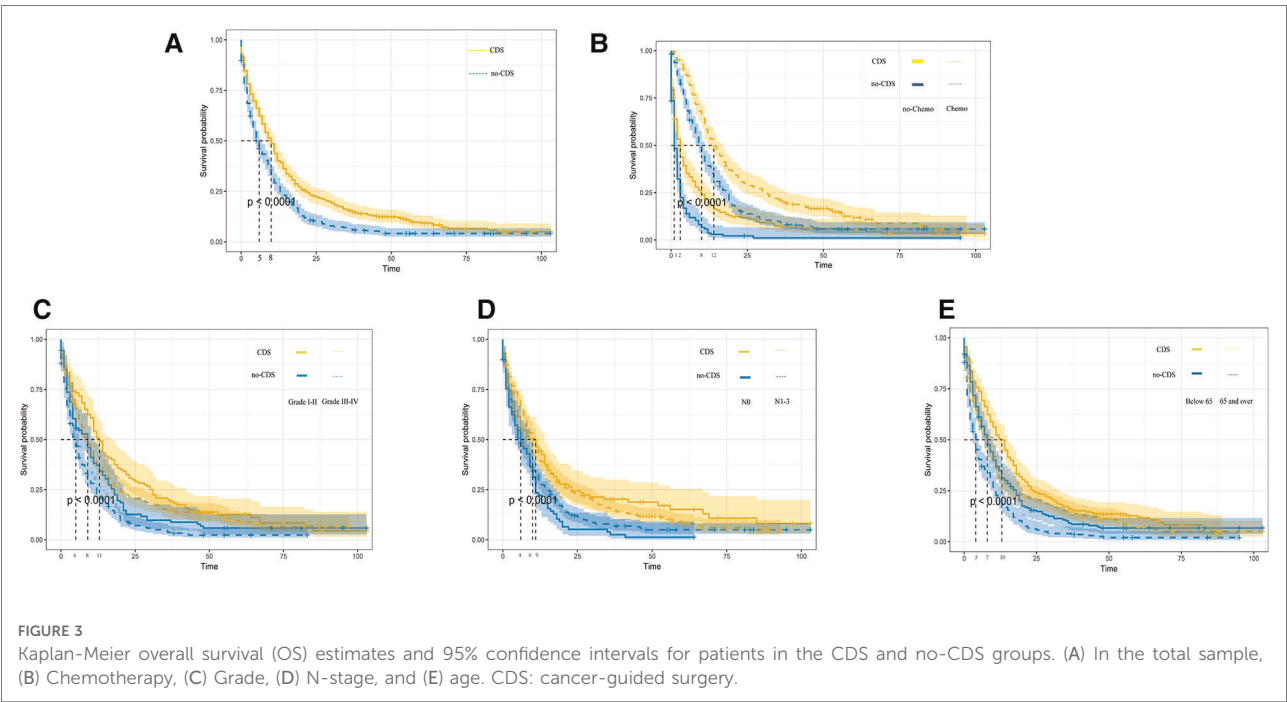 A
1.00
0.75
0.50
0.25
0.00
Survival probability
CDS
no-CDS
p < 0.0001
0
5
8
25
50
75
100
Time
B
1.00
0.75
0.50
0.25
0.00
Survival probability
CDS
no-CDS
no-Chemo Chemo
p < 0.0001
0
1 2
8
12
25
50
75
100
Time
C
1.00
0.75
0.50
0.25
0.00
Survival probability
CDS
no-CDS
Grade I-II Grade III-IV
p < 0.0001
0
4
8
11
25
50
75
100
Time
D
1.00
0.75
0.50
0.25
0.00
Survival probability
CDS
no-CDS
N0 N1-3
p < 0.0001
0
4
6
9
25
50
75
100
Time
E
1.00
0.75
0.50
0.25
0.00
Survival probability
CDS
no-CDS
Below 65 65 and over
p < 0.0001
0
3
7
10
25
50
75
100
Time
FIGURE 3
Kaplan-Meier overall survival (OS) estimates and 95% confidence intervals for patients in the CDS and no-CDS groups. (A) In the total sample,
(B) Chemotherapy, (C) Grade, (D) N-stage, and (E) age. CDS: cancer-guided surgery.